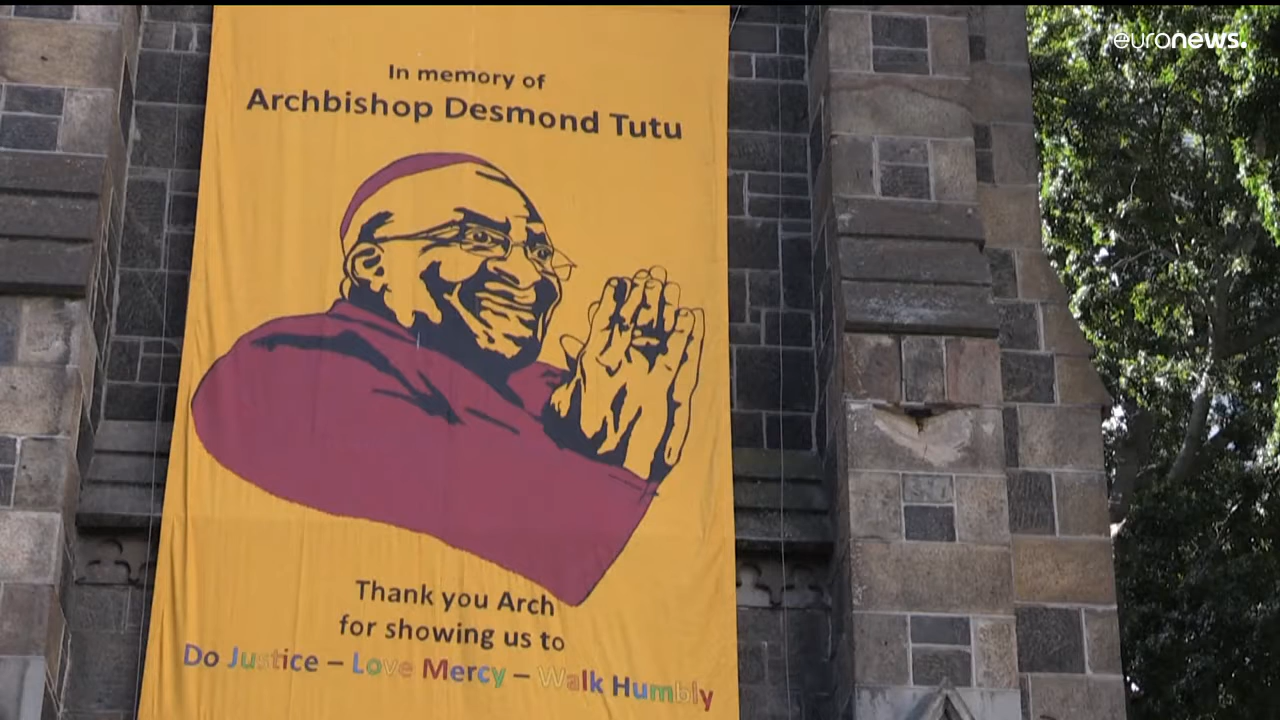 euronews.
In memory of
Archbishop Desmond Tutu
Thank you Arch
for showing us to
Do Justice – Love Mercy – Walk Humbly